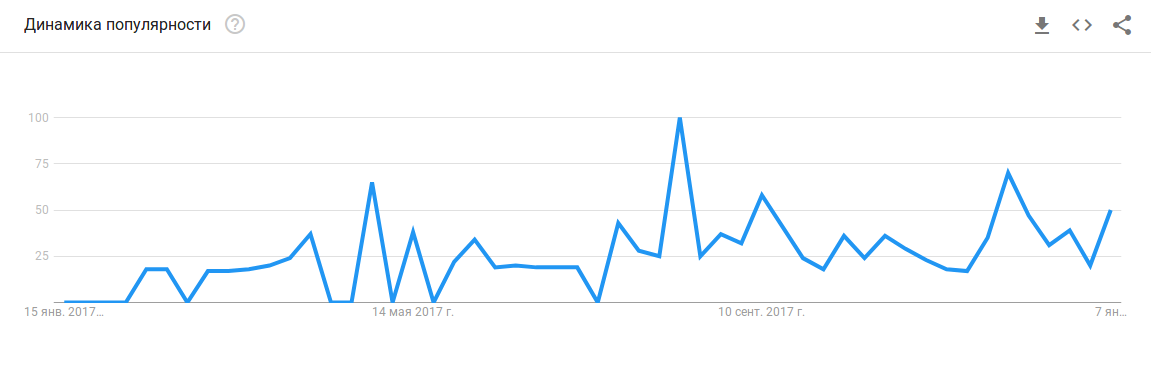 Динамика популярности
100
75
50
25
15 янв. 2017…
14 мая 2017 г.
10 сент. 2017 г.
7 ян…